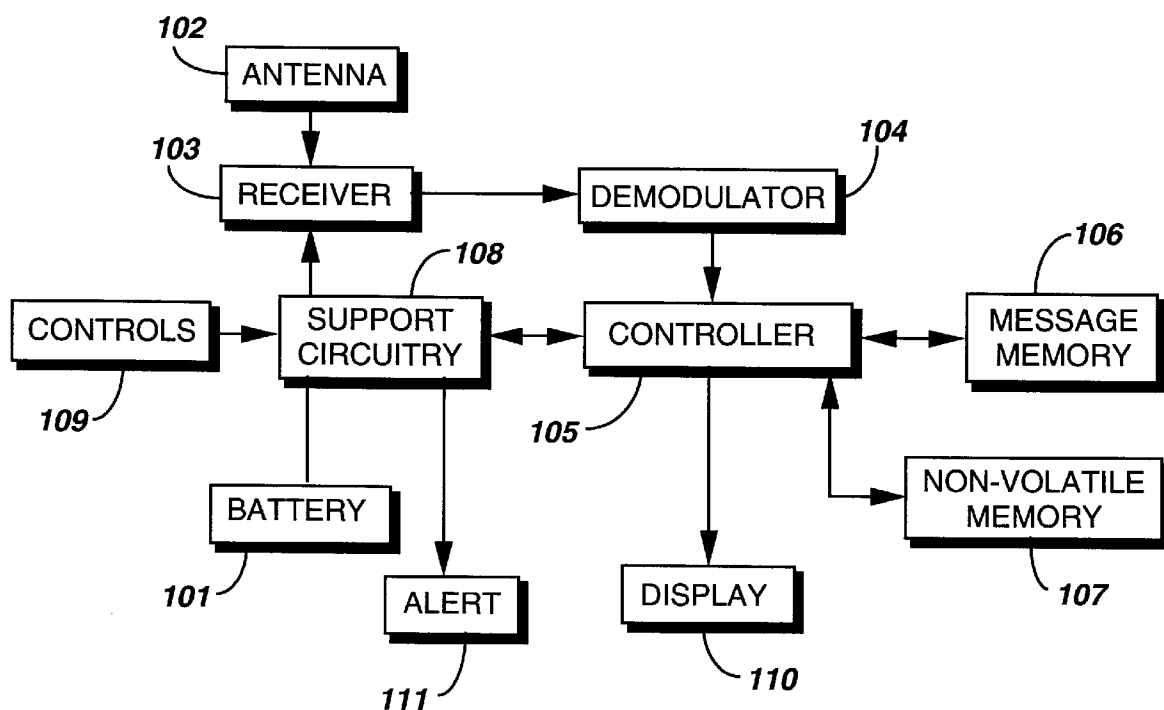 102
ANTENNA
103
RECEIVER
104
DEMODULATOR
108
106
CONTROLS
SUPPORT
CIRCUITRY
CONTROLLER
MESSAGE
MEMORY
109
105
BATTERY
NON-VOLATILE
MEMORY
101
ALERT
DISPLAY
107
111
110